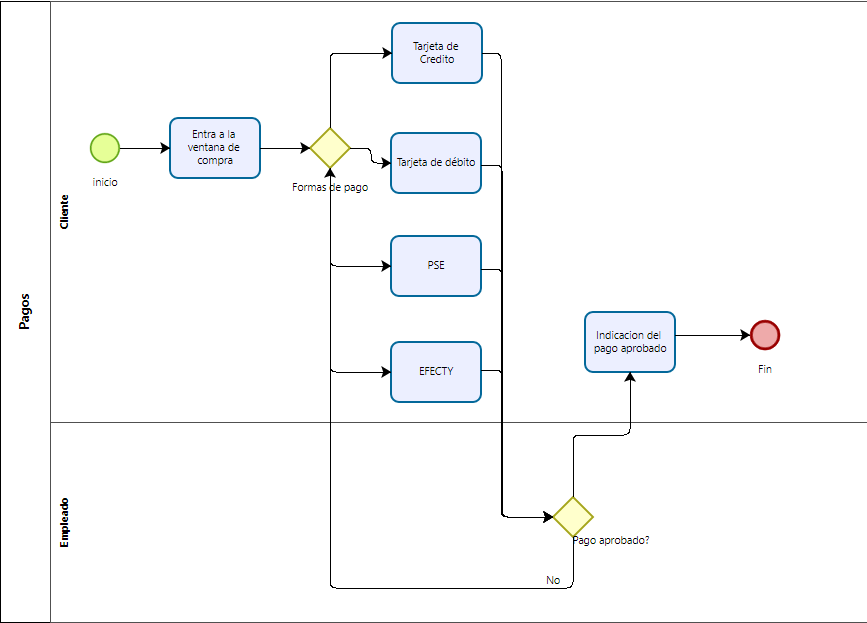 Pagos
Cliente
inicio
Entra a la
ventana de
compra
Formas de pago
Tarjeta de
Credito
Tarjeta de débito
PSE
EFECTY
Indicacion del
pago aprobado
Fin
Empleado
Pago aprobado?
No